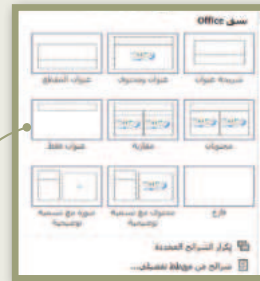 نسق Office
شريحة عنوان
عنوان ومحتوى
عنوان المقطع
محتويان
مقارنة
عنوان فقط
فارغ
محتوى مع تسمية توضيحية
صورة مع تسمية توضيحية
تكرار الشرائح المحددة
شرائح من مخطط تفصيلي...